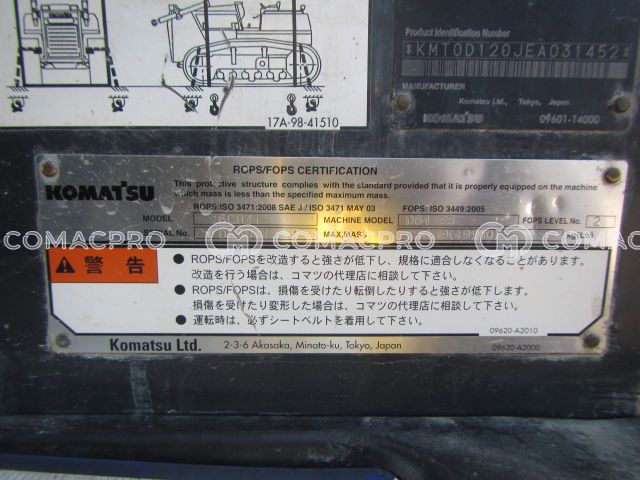 17A-98-41510
Product Identification Number
*KMT0D120JEA031452*
MANUFACTURER
Komatsu Ltd., Tokyo, Japan
KOMATSU 09601-14000
ROPS/FOPS CERTIFICATION
KOMATSU
This protective structure complies with the standard provided that it is properly equipped on the machine
which mass is less than the specified maximum mass.
ROPS:ISO 3471:2008 SAE J/ISO 3471 MAY 03 FOPS: ISO 3449:2005
MODEL MACHINE MODEL FOPS LEVEL No. 2
SERIAL No. MAX.MASS
COMACPRO COMACPRO COMACPRO
警告
● ROPS/FOPSを改造すると強さが低下し、規格に適合しなくなることがあります。
改造を行う場合は、コマツの代理店に相談して下さい。
● ROPS/FOPSは、損傷を受けたり転倒したりすると強さが低下します。
損傷を受けたり変形した場合は、コマツの代理店に相談して下さい。
● 運転時は、必ずシートベルトを着用して下さい。
09620-A2010
Komatsu Ltd. 2-3-6 Akasaka, Minato-ku, Tokyo, Japan 09620-A2000
COMACPRO COMACPRO COMACPRO